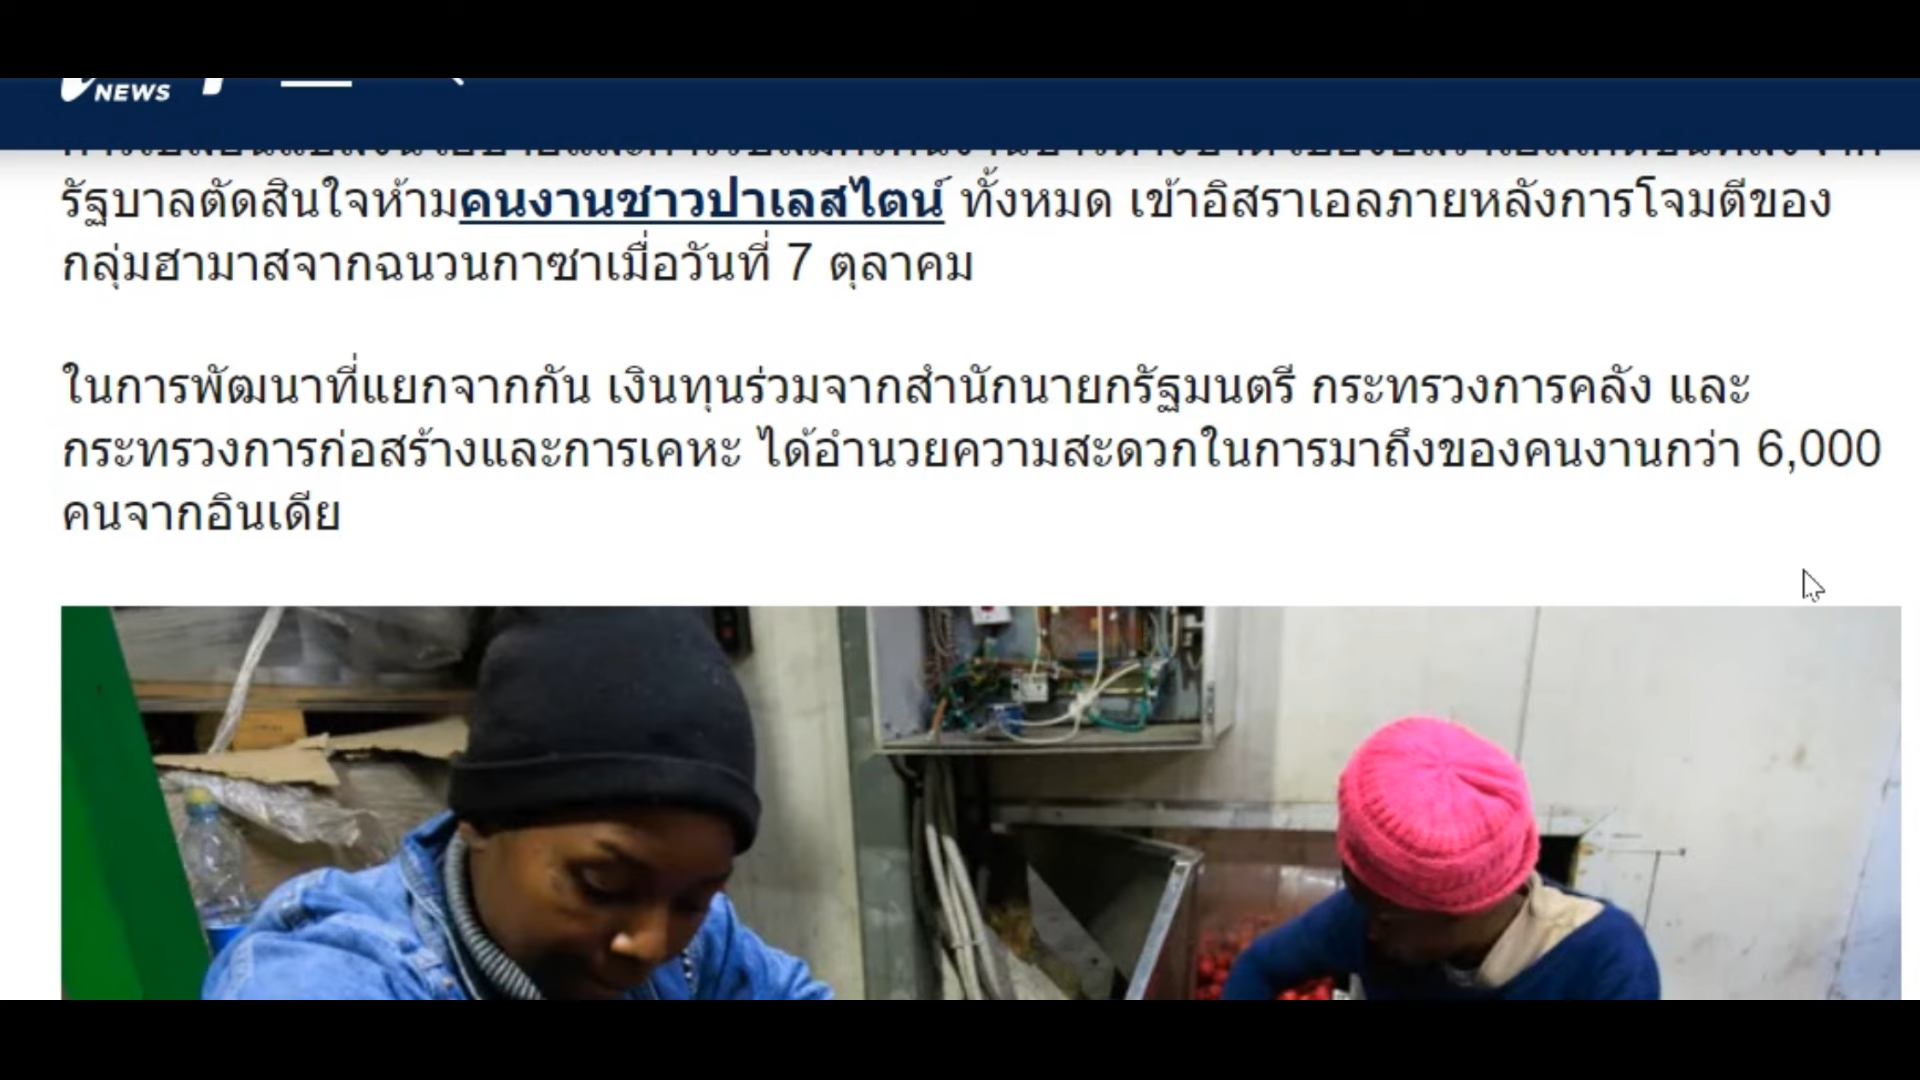 NEWS
รัฐบาลตัดสินใจห้ามคนงานชาวปาเลสไตน์ ทั้งหมด เข้าอิสราเอลภายหลังการโจมตีของ
กลุ่มฮามาสจากฉนวนกาซาเมื่อวันที่ 7 ตุลาคม
ในการพัฒนาที่แยกจากกัน เงินทุนร่วมจากสำนักนายกรัฐมนตรี กระทรวงการคลัง และ
กระทรวงการก่อสร้างและการเคหะ ได้อำนวยความสะดวกในการมาถึงของคนงานกว่า 6,000
คนจากอินเดีย